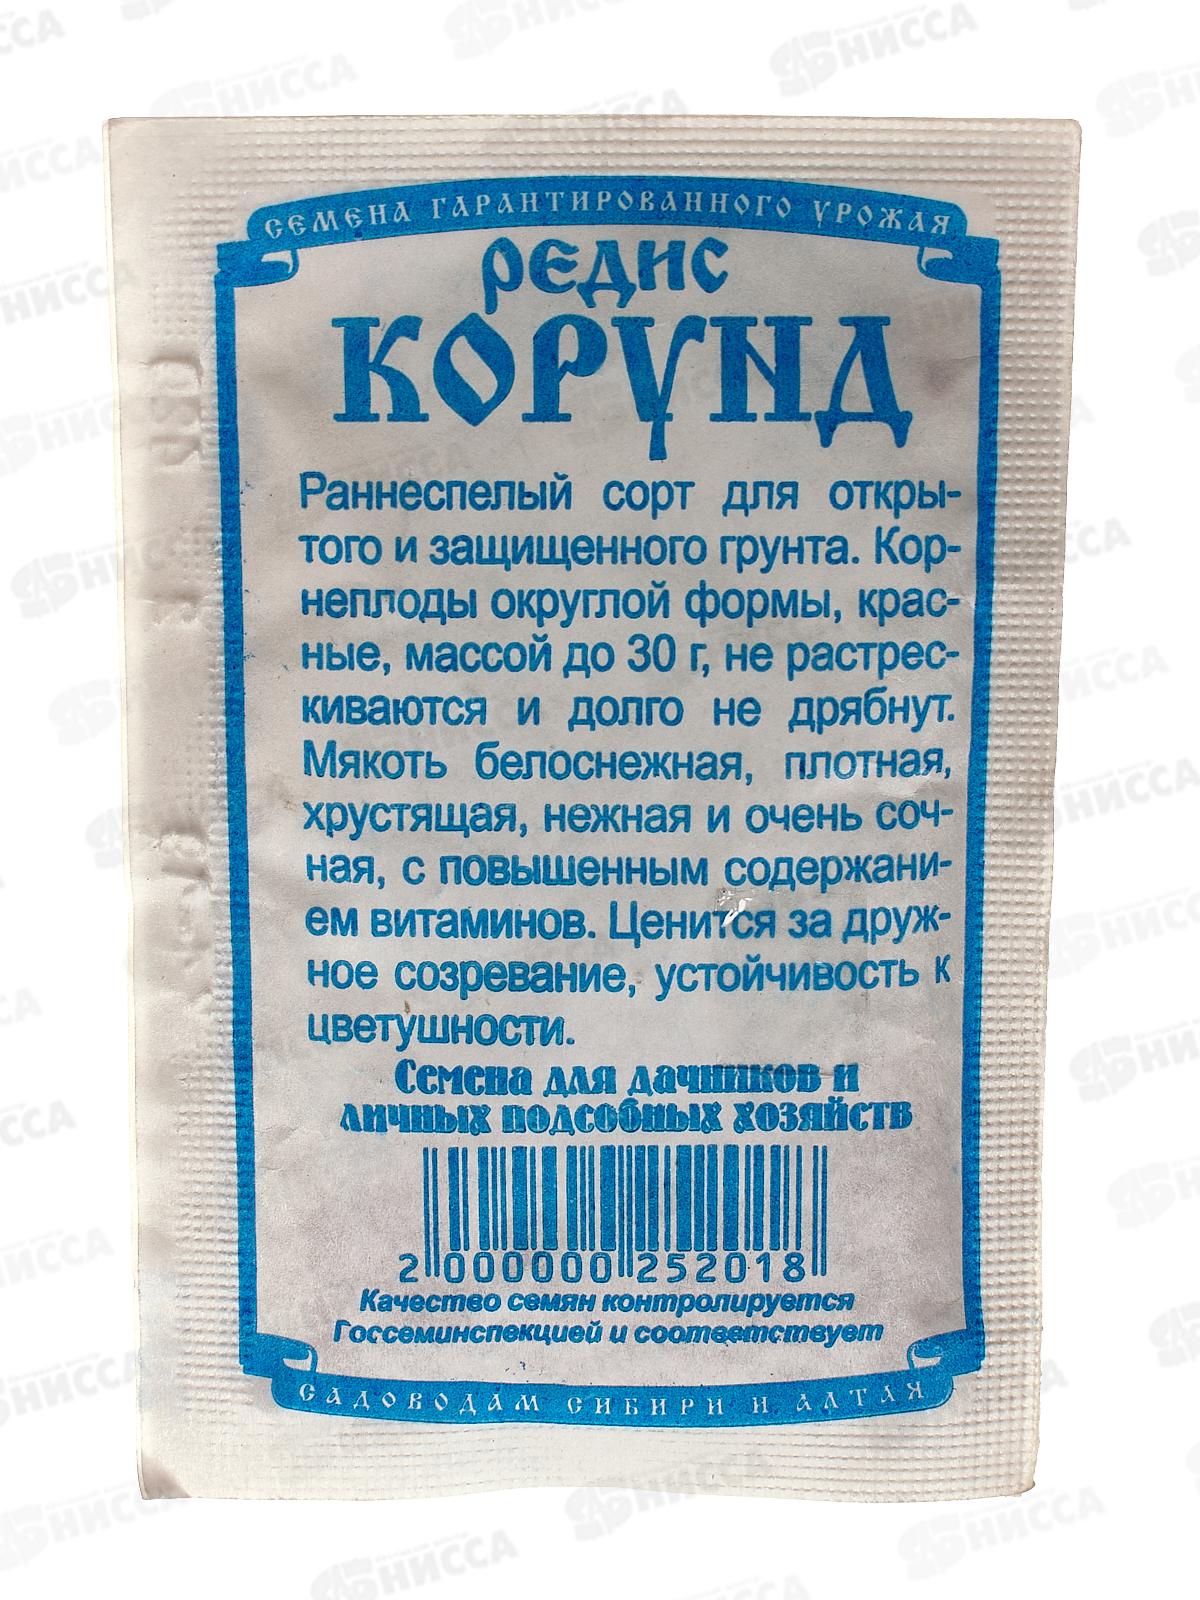 СЕМЕНА ГАРАНТИРОВАННОГО УРОЖАЯ
РЕДИС
КОРУНД
Раннеспелый сорт для откры-
того и защищенного грунта. Кор-
неплоды округлой формы, крас-
ные, массой до 30 г, не растрес-
киваются и долго не дрябнут.
Мякоть белоснежная, плотная,
хрустящая, нежная и очень соч-
ная, с повышенным содержани-
ем витаминов. Ценится за друж-
ное созревание, устойчивость к
цветушности.
Семена для дачников и
личных подсобных хозяйств
2 000000 252018
Качество семян контролируется
Госсеминспекцией и соответствует
САДОВОДАМ СИБИРИ И АЛТАЯ